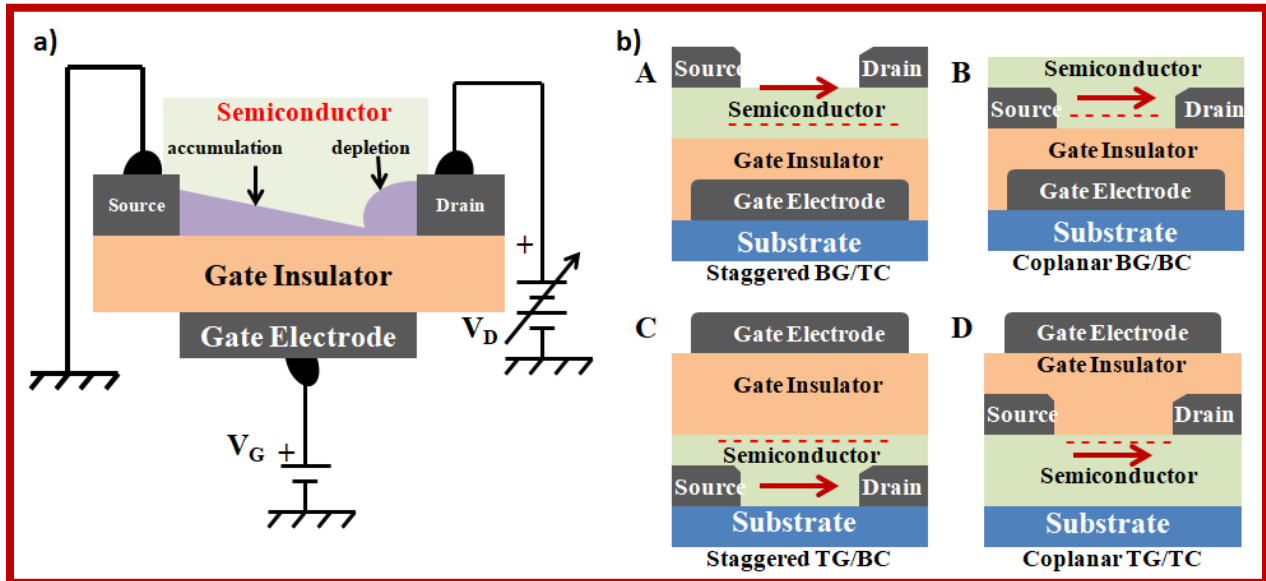 a)
Semiconductor
accumulation
depletion
Source
Drain
Gate Insulator
Gate Electrode
+
V_D
V_G
+
b)
A
Source
Drain
Semiconductor
Gate Insulator
Gate Electrode
Substrate
Staggered BG/TC
B
Semiconductor
Source
Drain
Gate Insulator
Gate Electrode
Substrate
Coplanar BG/BC
C
Gate Electrode
Gate Insulator
Semiconductor
Source
Drain
Substrate
Staggered TG/BC
D
Gate Electrode
Gate Insulator
Source
Drain
Semiconductor
Substrate
Coplanar TG/TC